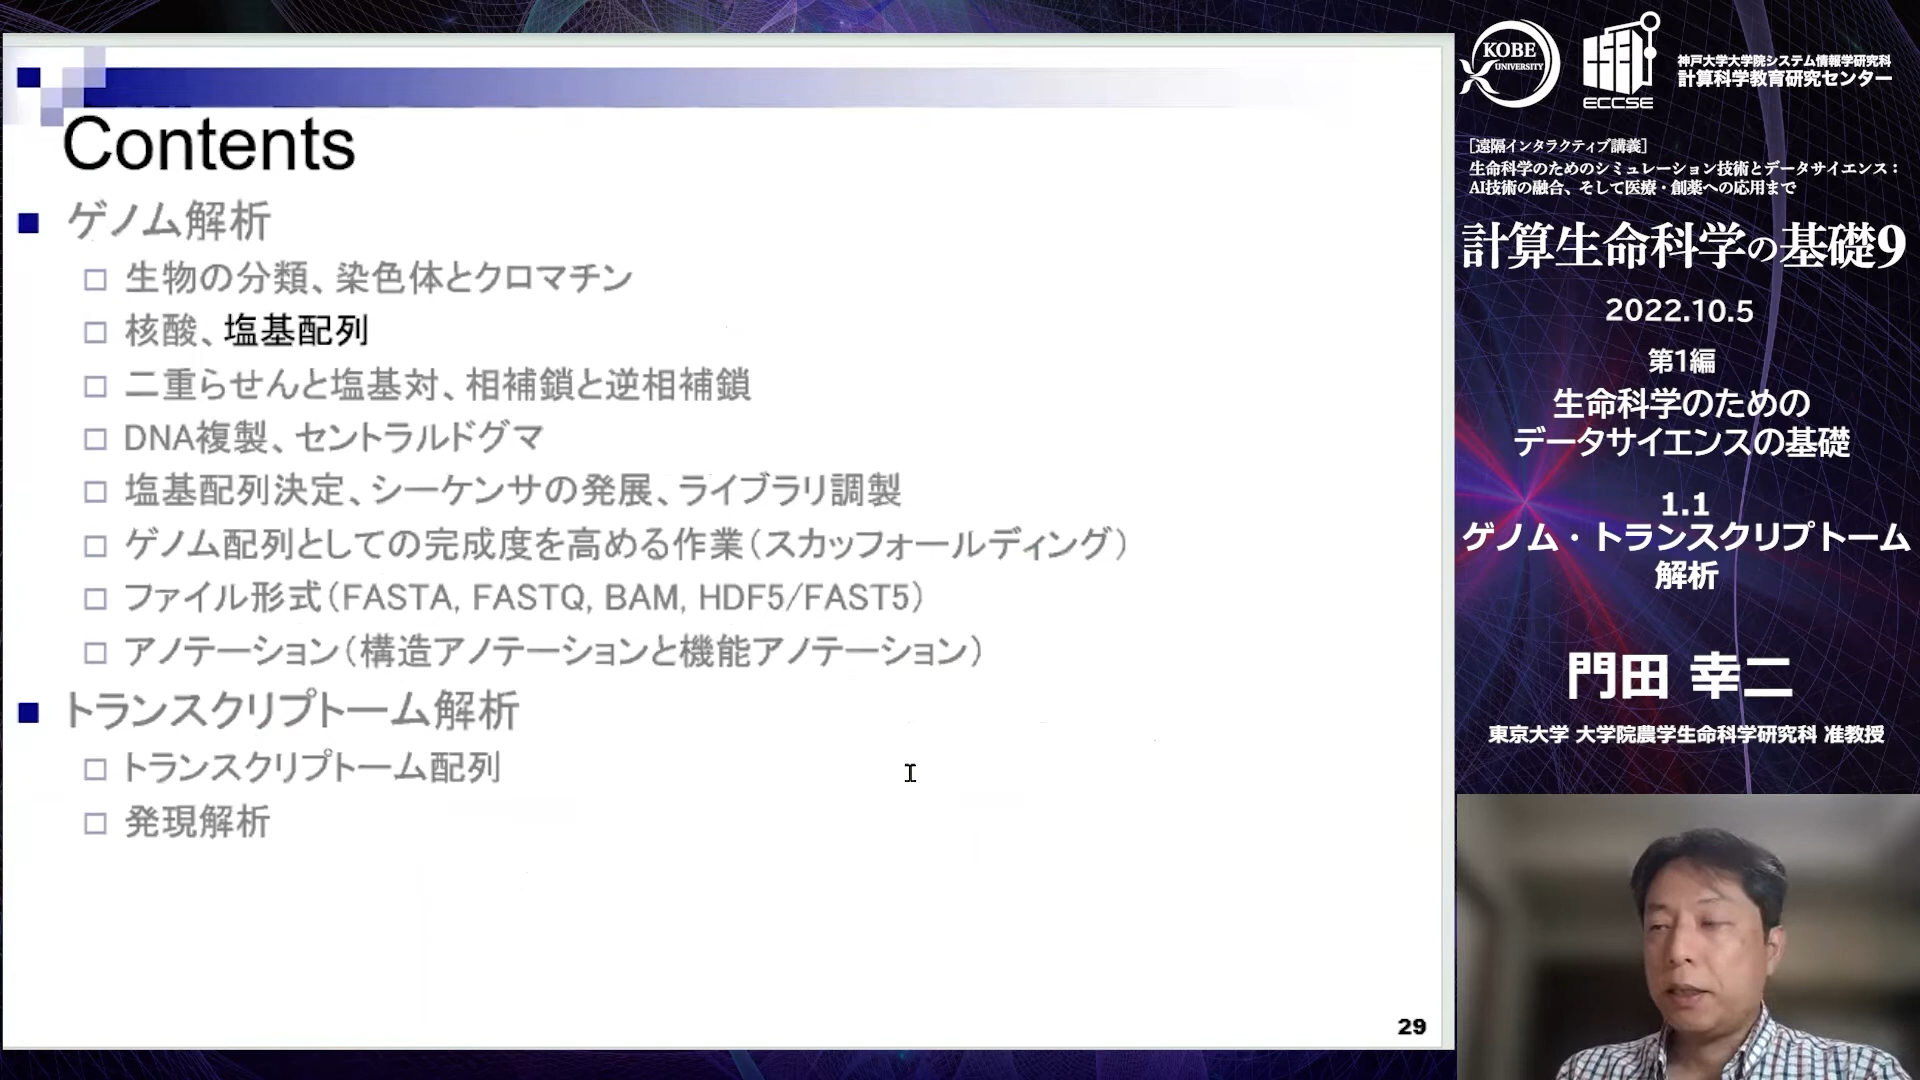 Contents
ゲノム解析
生物の分類、染色体とクロマチン
核酸、塩基配列
二重らせんと塩基対、相補鎖と逆相補鎖
DNA複製、セントラルドグマ
塩基配列決定、シーケンサの発展、ライブラリ調製
ゲノム配列としての完成度を高める作業（スカッフォールディング）
ファイル形式（FASTA, FASTQ, BAM, HDF5/FAST5）
アノテーション（構造アノテーションと機能アノテーション）
トランスクリプトーム解析
トランスクリプトーム配列
発現解析
29
KOBE
UNIVERSITY
ECCSE
神戸大学大学院システム情報学研究科
計算科学教育研究センター
［遠隔インタラクティブ講義］
生命科学のためのシミュレーション技術とデータサイエンス：
AI技術の融合、そして医療・創薬への応用まで
計算生命科学の基礎9
2022.10.5
第1編
生命科学のための
データサイエンスの基礎
1.1
ゲノム・トランスクリプトーム
解析
門田 幸二
東京大学 大学院農学生命科学研究科 准教授